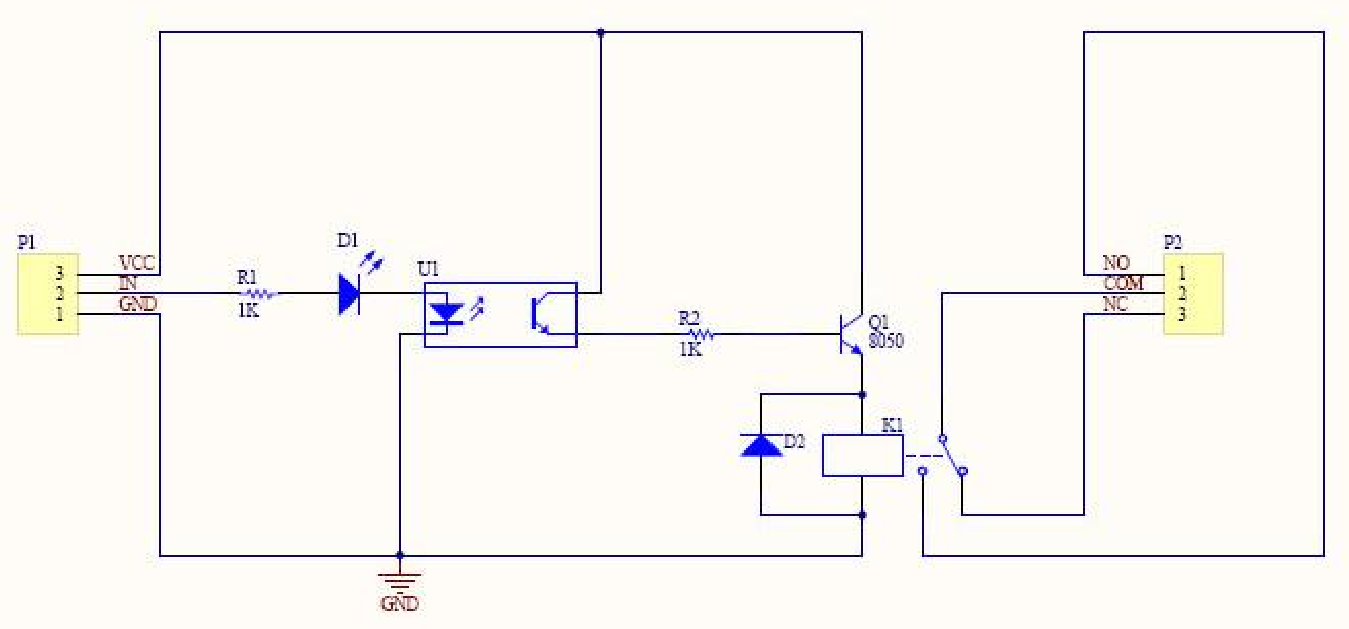 P1
3
2
1
VCC
IN
GND
R1
1K
D1
U1
R2
1K
Q1
8050
D2
K1
GND
P2
NO
COM
NC
1
2
3